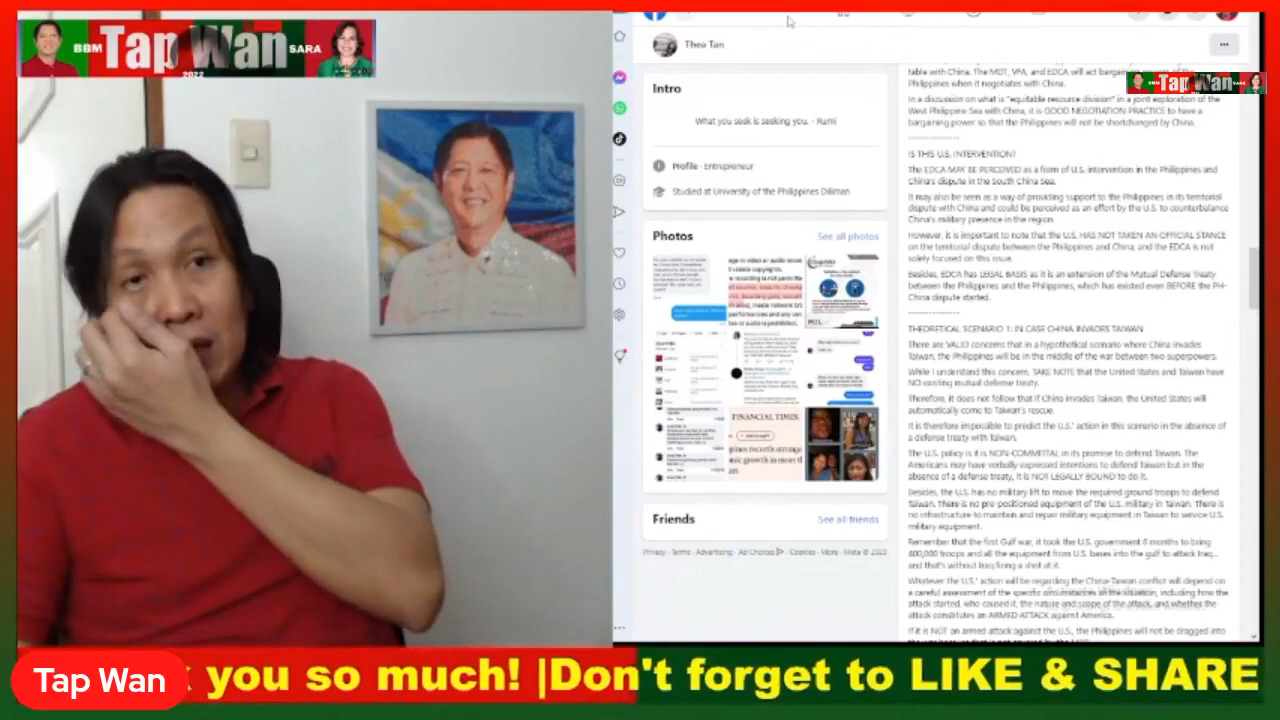 BBM Tap Wan SARA
2022
Thea Tan
Intro
What you seek is seeking you. - Rumi
Profile · Entrepreneur
Studied at University of the Philippines Diliman
Photos
See all photos
FINANCIAL TIMES
Friends
See all friends
Privacy · Terms · Advertising · Ad Choices · Cookies · More · Meta © 2023
table with China. The MDT, VFA, and EDCA will act bargaining
Philippines when it negotiates with China.
BBM Tap Wan SARA
In a discussion on what is "equitable resource division" in a joint exploration of the
West Philippine Sea with China, it is GOOD NEGOTIATION PRACTICE to have a
bargaining power so that the Philippines will not be shortchanged by China.
---------------
IS THIS U.S. INTERVENTION?
The EDCA MAY BE PERCEIVED as a form of U.S. intervention in the Philippines and
China's dispute in the South China Sea.
It may also be seen as a way of providing support to the Philippines in its territorial
dispute with China and could be perceived as an effort by the U.S. to counterbalance
China's military presence in the region.
However, it is important to note that the U.S. HAS NOT TAKEN AN OFFICIAL STANCE
on the territorial dispute between the Philippines and China, and the EDCA is not
solely focused on this issue.
Besides, EDCA has LEGAL BASIS as it is an extension of the Mutual Defense Treaty
between the Philippines and the Philippines, which has existed even BEFORE the PH-
China dispute started.
---------------
THEORETICAL SCENARIO 1: IN CASE CHINA INVADES TAIWAN
There are VALID concerns that in a hypothetical scenario where China invades
Taiwan, the Philippines will be in the middle of the war between two superpowers.
While I understand this concern, TAKE NOTE that the United States and Taiwan have
NO existing mutual defense treaty.
Therefore, it does not follow that if China invades Taiwan, the United States will
automatically come to Taiwan's rescue.
It is therefore impossible to predict the U.S.' action in this scenario in the absence of
a defense treaty with Taiwan.
The U.S. policy is it is NON-COMMITTAL in its promise to defend Taiwan. The
Americans may have verbally expressed intentions to defend Taiwan but in the
absence of a defense treaty, it is NOT LEGALLY BOUND to do it.
Besides, the U.S. has no military lift to move the required ground troops to defend
Taiwan. There is no pre-positioned equipment of the U.S. military in Taiwan. There is
no infrastructure to maintain and repair military equipment in Taiwan to service U.S.
military equipment.
Remember that the first Gulf war, it took the U.S. government 6 months to bring
400,000 troops and all the equipment from U.S. bases into the gulf to attack Iraq...
and that's without Iraq firing a shot at it.
Whatever the U.S.' action will be regarding the China-Taiwan conflict will depend on
a careful assessment of the specific circumstances on the situation, including how the
attack started, who caused it, the nature and scope of the attack, and whether the
attack constitutes an ARMED ATTACK against America.
If it is NOT an armed attack against the U.S., the Philippines will not be dragged into
Tap Wan
you so much! |Don't forget to LIKE & SHARE